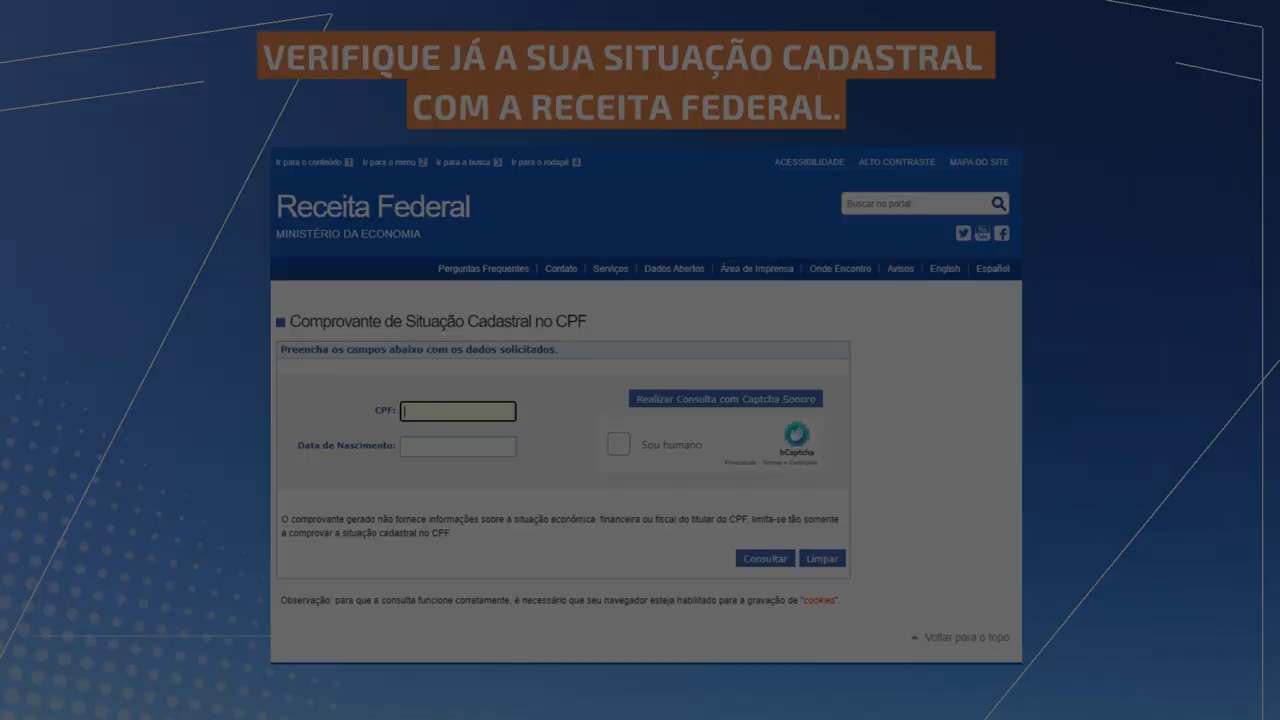 VERIFIQUE JÁ A SUA SITUAÇÃO CADASTRAL
COM A RECEITA FEDERAL.
Ir para o conteúdo 1 Ir para o menu 2 Ir para a busca 3 Ir para o rodapé 4
ACESSIBILIDADE ALTO CONTRASTE MAPA DO SITE
Receita Federal
Buscar no portal
MINISTÉRIO DA ECONOMIA
Perguntas Frequentes | Contato | Serviços | Dados Abertos | Área de Imprensa | Onde Encontro | Avisos | English | Español
Comprovante de Situação Cadastral no CPF
Preencha os campos abaixo com os dados solicitados.
Realizar Consulta com Captcha Sonoro
CPF:
Data de Nascimento:
Sou humano
hCaptcha
Privacidade - Termos e Condições
O comprovante gerado não fornece informações sobre a situação econômica financeira ou fiscal do titular do CPF, limita-se tão somente
a comprovar a situação cadastral no CPF.
Consultar Limpar
Observação: para que a consulta funcione corretamente, é necessário que seu navegador esteja habilitado para a gravação de "cookies".
Voltar para o topo